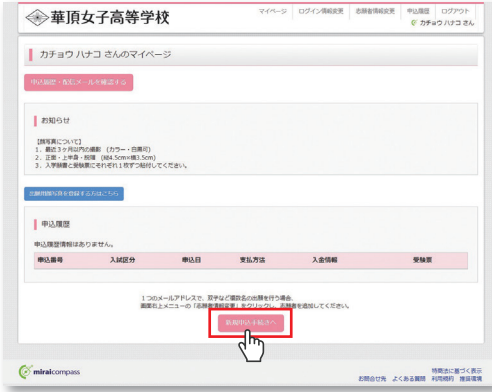 華頂女子高等学校
マイページ ログイン情報変更 志願者情報変更 申込履歴 ログアウト
カチョウ ハナコ さん
カチョウ ハナコ さんのマイページ
申込履歴・配信メールを確認する
お知らせ
【顔写真について】
1. 最近3ヶ月以内の撮影 (カラー・白黒可)
2. 正面・上半身・脱帽 (縦4.5cm×横3.5cm)
3. 入学願書と受験票にそれぞれ1枚ずつ貼付してください。
出願用顔写真を登録する方はこちら
申込履歴
申込履歴情報はありません。
申込番号 入試区分 申込日 支払方法 入金情報 受験票
1つのメールアドレスで、双子など複数名の出願を行う場合、
画面右上メニューの「志願者情報変更」をクリックし、志願者を追加してください。
新規申込手続きへ
miraicompass
特商法に基づく表示
お問合せ先 よくある質問 利用規約 推奨環境